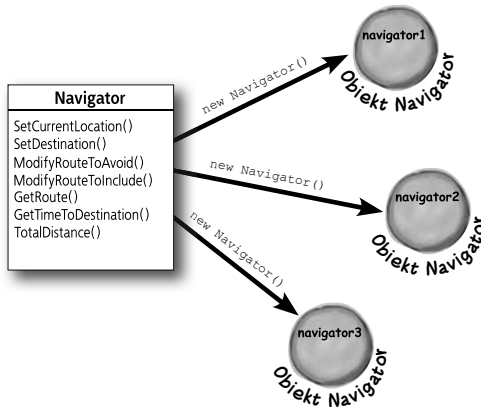 Navigator
SetCurrentLocation()
SetDestination()
ModifyRouteToAvoid()
ModifyRouteToInclude()
GetRoute()
GetTimeToDestination()
TotalDistance()
new Navigator()
navigator1
Obiekt Navigator
new Navigator()
navigator2
Obiekt Navigator
new Navigator()
navigator3
Obiekt Navigator